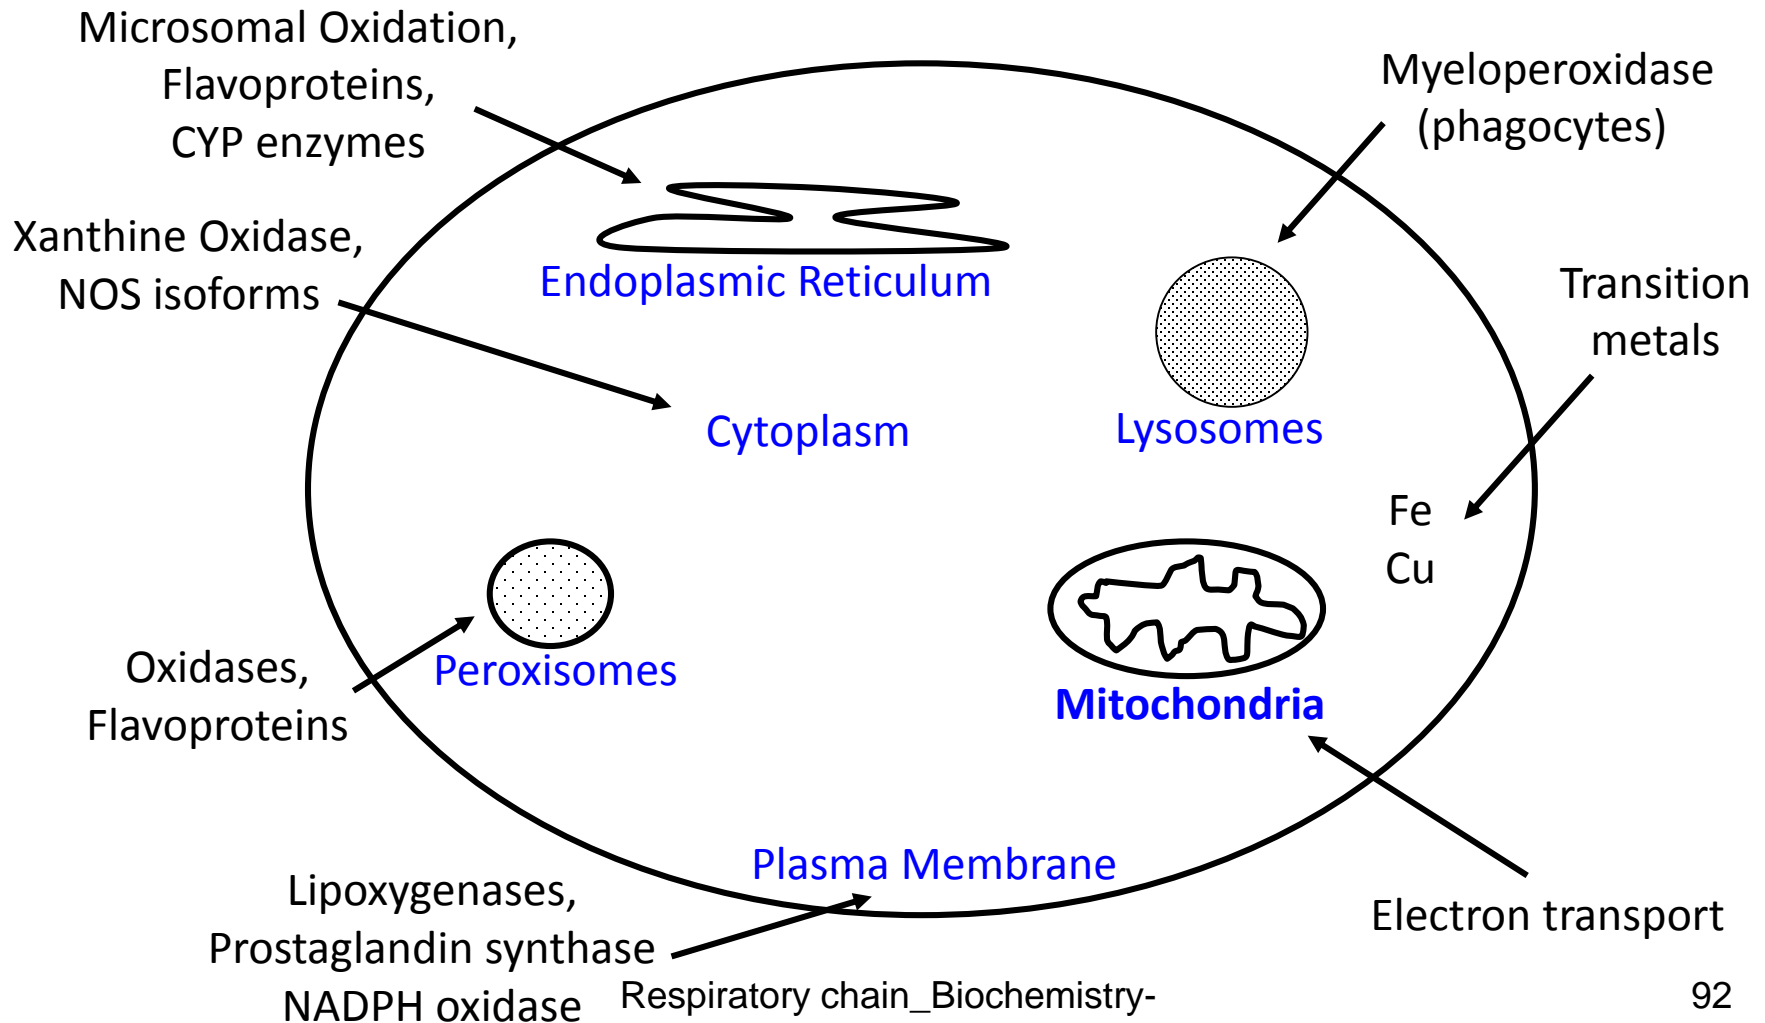 Microsomal Oxidation,
Flavoproteins,
CYP enzymes
Myeloperoxidase
(phagocytes)
Xanthine Oxidase,
NOS isoforms
Endoplasmic Reticulum
Transition
metals
Cytoplasm
Lysosomes
Fe
Cu
Oxidases,
Flavoproteins
Peroxisomes
Mitochondria
Plasma Membrane
Lipoxygenases,
Prostaglandin synthase
NADPH oxidase
Electron transport
Respiratory chain_Biochemistry-
92